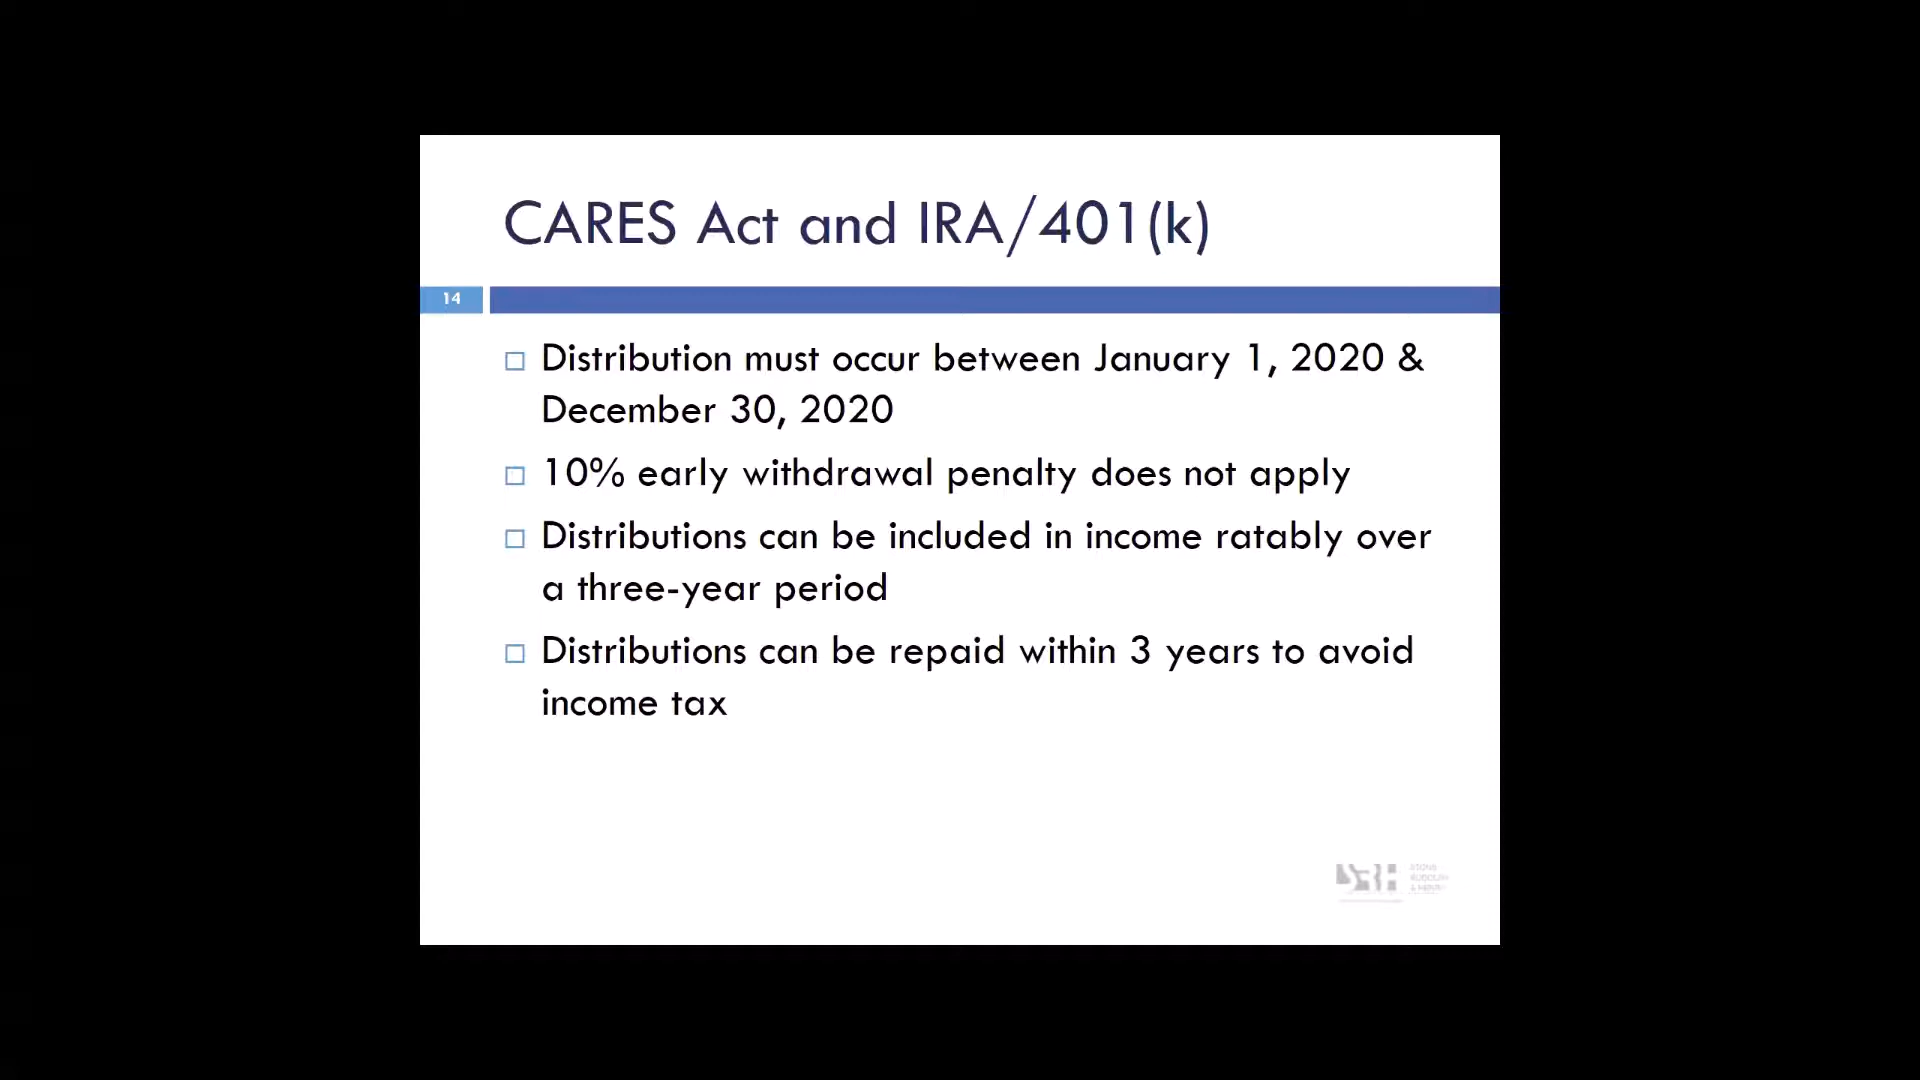 CARES Act and IRA/401(k)
14
Distribution must occur between January 1, 2020 &
December 30, 2020
10% early withdrawal penalty does not apply
Distributions can be included in income ratably over
a three-year period
Distributions can be repaid within 3 years to avoid
income tax